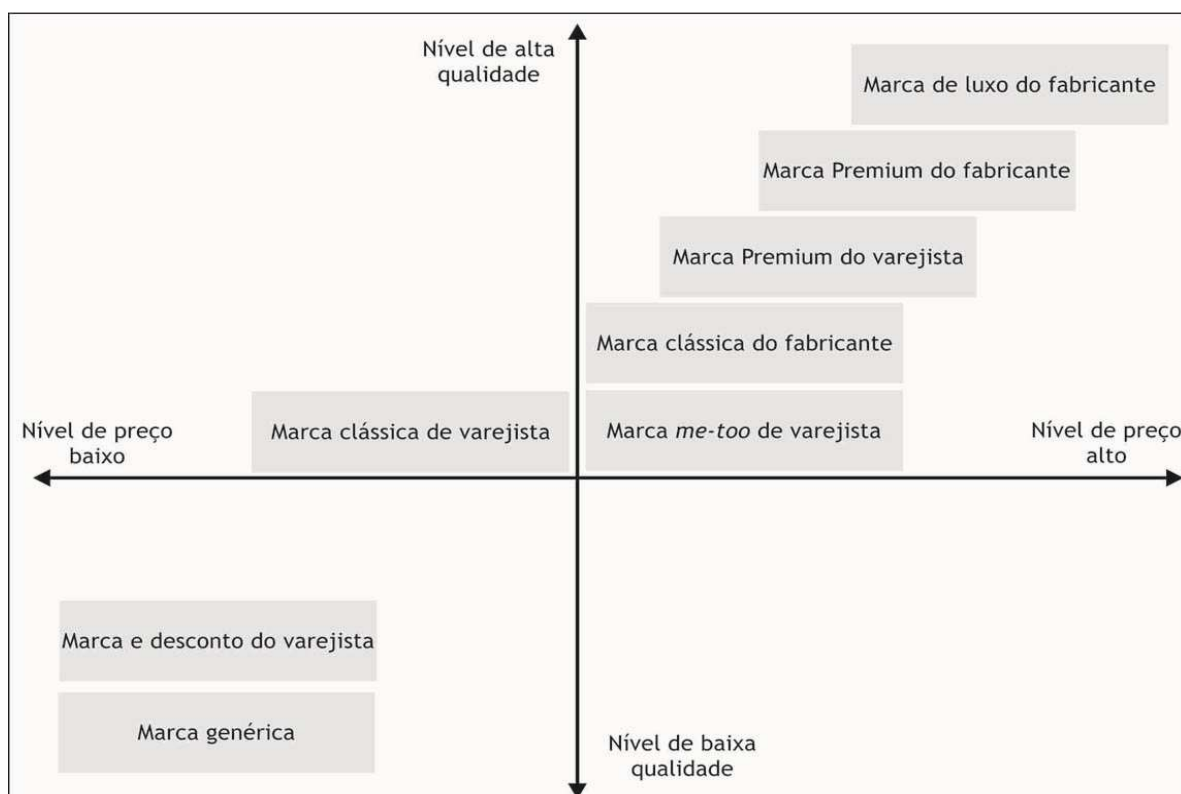 Nível de alta
qualidade
Marca de luxo do fabricante
Marca Premium do fabricante
Marca Premium do varejista
Marca clássica do fabricante
Nível de preço
baixo
Marca clássica de varejista
Marca me-too de varejista
Nível de preço
alto
Marca e desconto do varejista
Marca genérica
Nível de baixa
qualidade